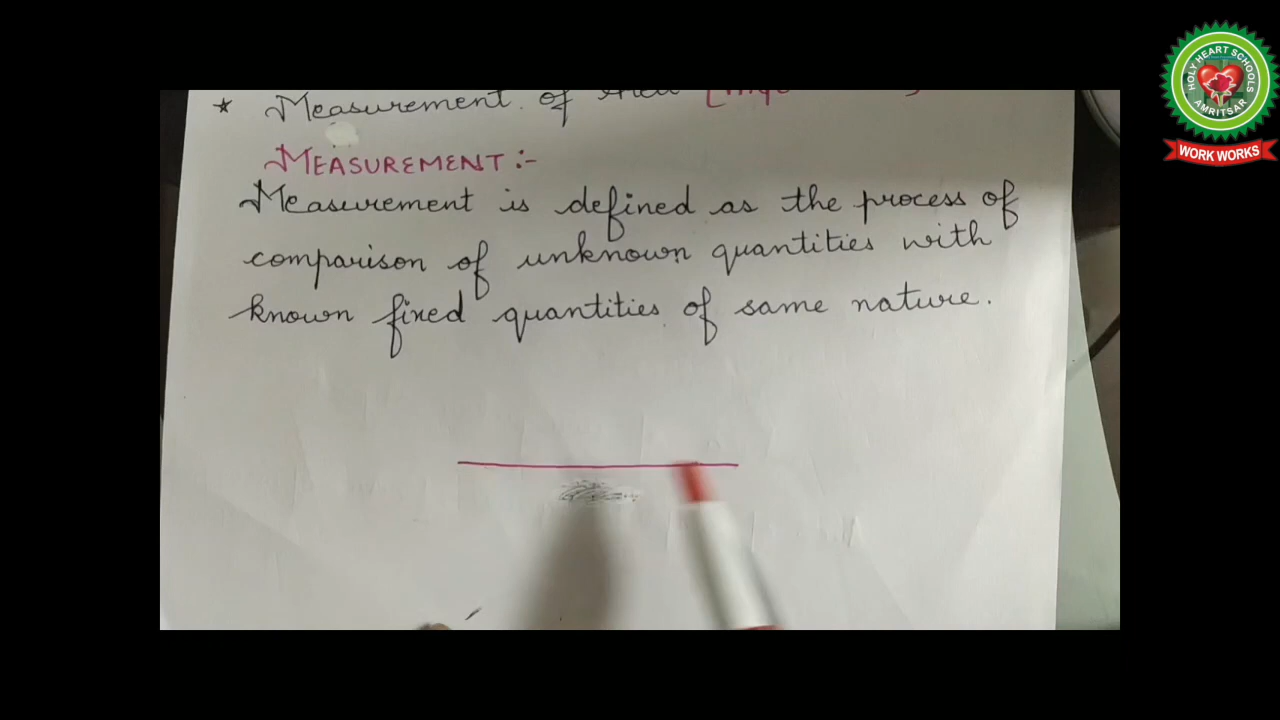 * Measurement of
MEASUREMENT :-
Measurement is defined as the process of
comparison of unknown quantities with
known fixed quantities of same nature.
HOLY HEART SCHOOLS
AMRITSAR
WORK WORKS